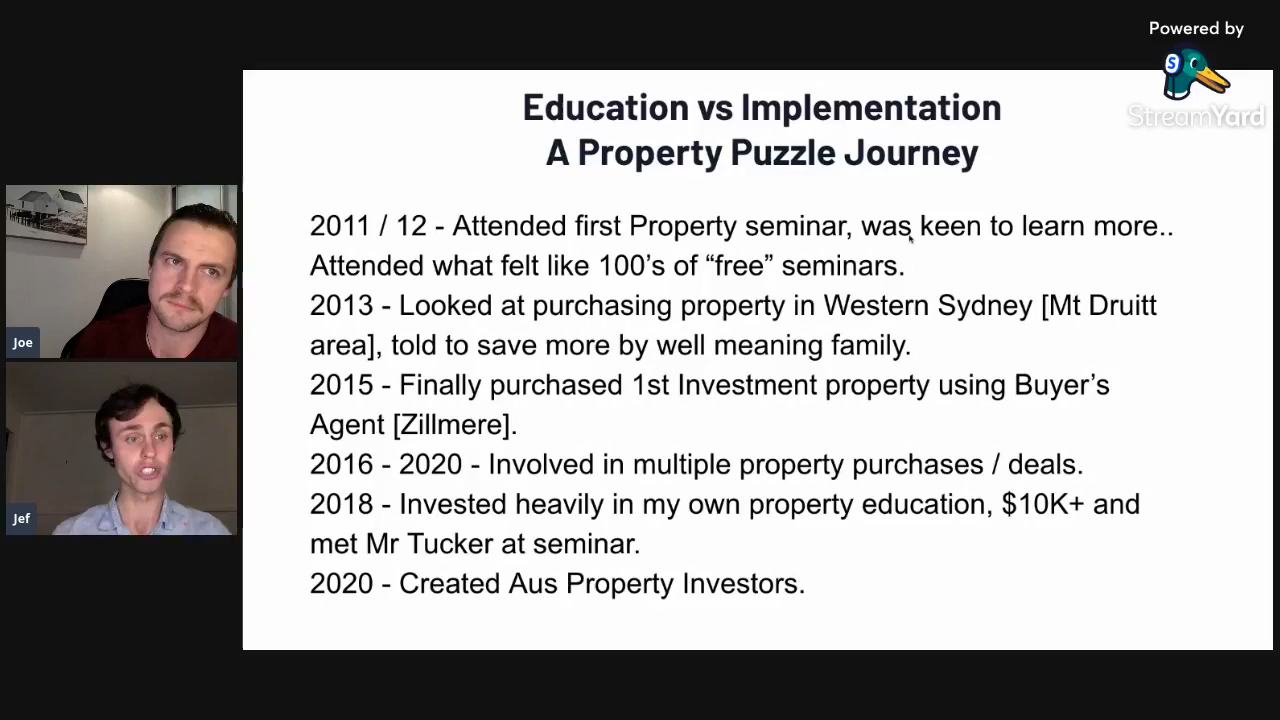 Powered by
StreamYard
Education vs Implementation
A Property Puzzle Journey
2011 / 12 - Attended first Property seminar, was keen to learn more..
Attended what felt like 100’s of “free” seminars.
2013 - Looked at purchasing property in Western Sydney [Mt Druitt
area], told to save more by well meaning family.
2015 - Finally purchased 1st Investment property using Buyer’s
Agent [Zillmere].
2016 - 2020 - Involved in multiple property purchases / deals.
2018 - Invested heavily in my own property education, $10K+ and
met Mr Tucker at seminar.
2020 - Created Aus Property Investors.
Joe
Jef